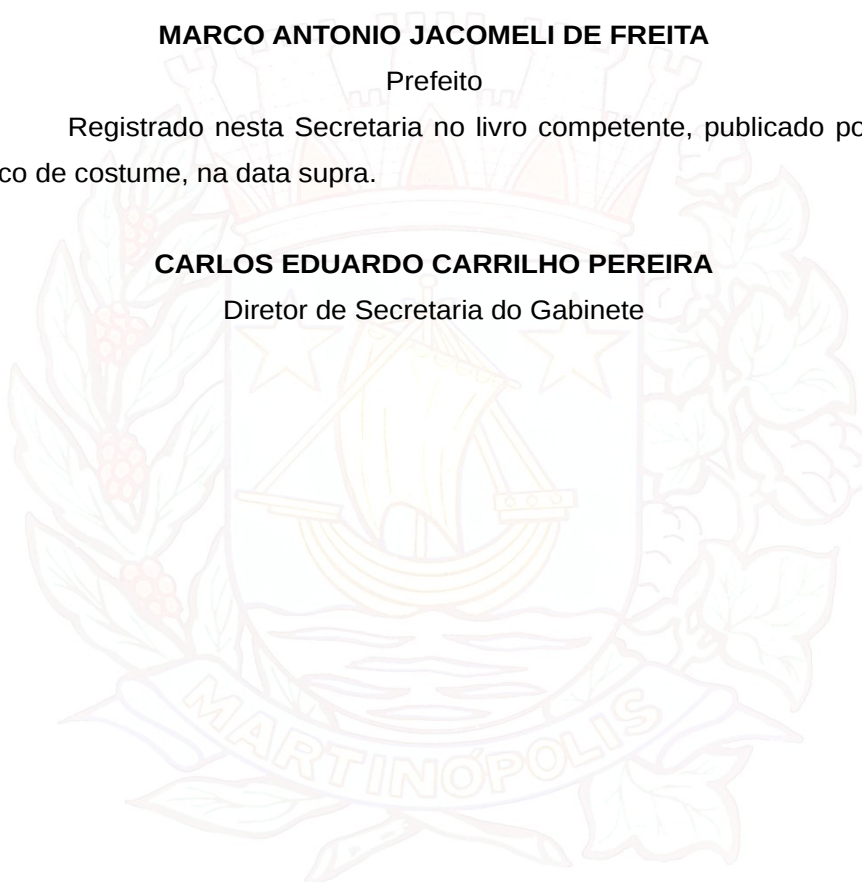 MARCO ANTONIO JACOMELI DE FREITA
Prefeito
Registrado nesta Secretaria no livro competente, publicado po
co de costume, na data supra.
CARLOS EDUARDO CARRILHO PEREIRA
Diretor de Secretaria do Gabinete
MARTINÓPOLIS